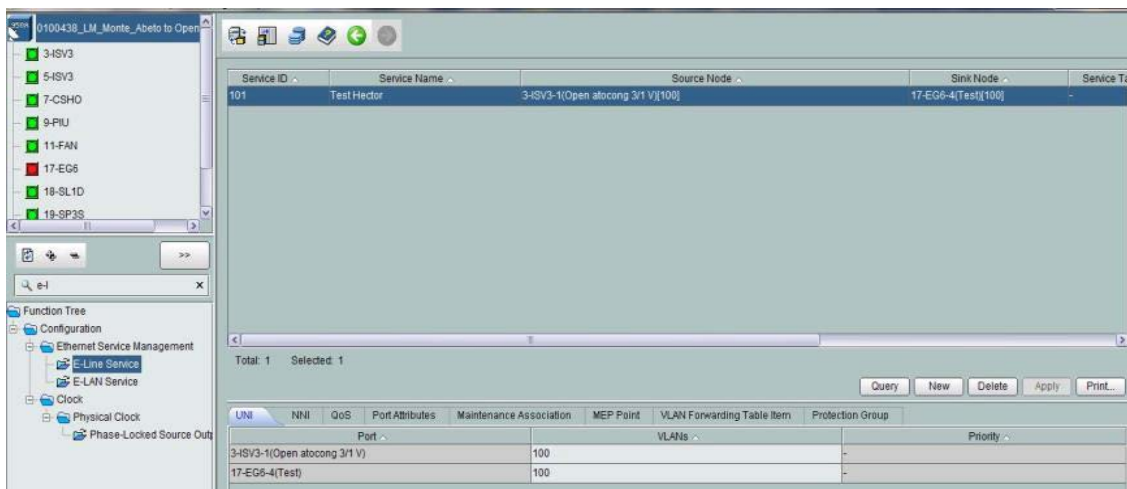 0100438_LM_Monte_Abeto to Open
3-ISV3
5-ISV3
7-CSHO
9-PIU
11-FAN
17-EG6
18-SL1D
19-SP3S
>>
e-l
Function Tree
Configuration
Ethernet Service Management
E-Line Service
E-LAN Service
Clock
Physical Clock
Phase-Locked Source Outp
Service ID Service Name Source Node Sink Node Service Ta
101 Test Hector 3-ISV3-1(Open atocong 3/1 V)[100] 17-EG6-4(Test)[100] -
Total: 1 Selected: 1
Query New Delete Apply Print...
UNI NNI QoS Port Attributes Maintenance Association MEP Point VLAN Forwarding Table Item Protection Group
Port VLANs Priority
3-ISV3-1(Open atocong 3/1 V) 100 -
17-EG6-4(Test) 100 -